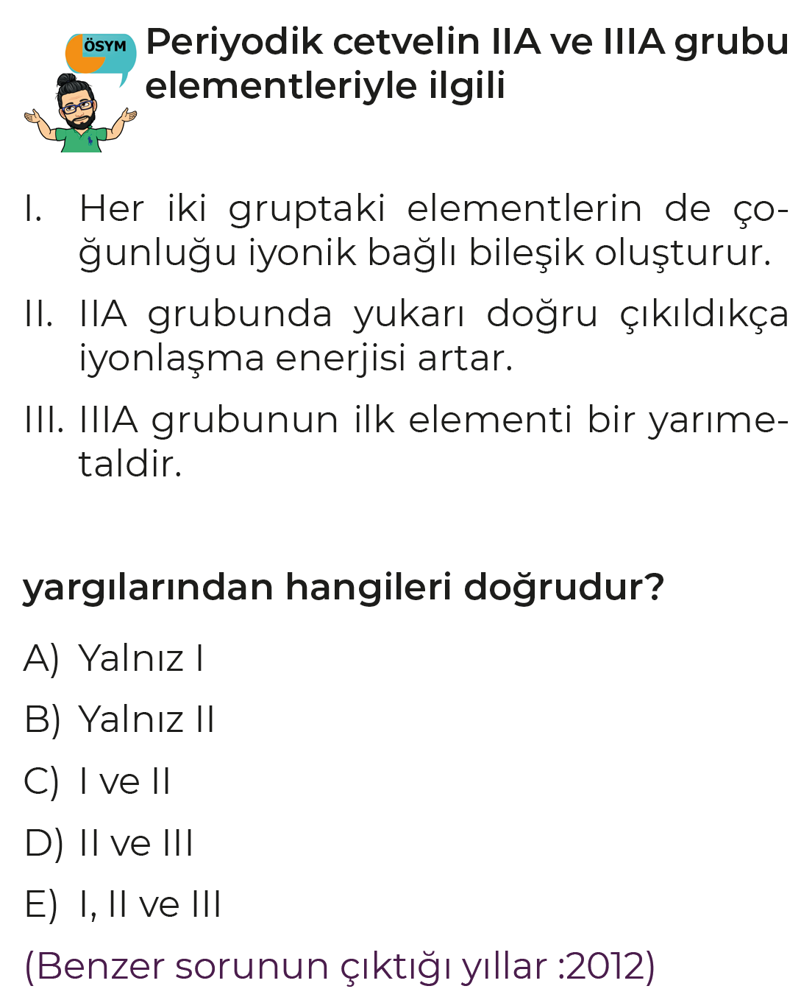 ÖSYM
Periyodik cetvelin IIA ve IIIA grubu
elementleriyle ilgili
I. Her iki gruptaki elementlerin de ço-
ğunluğu iyonik bağlı bileşik oluşturur.
II. IIA grubunda yukarı doğru çıkıldıkça
iyonlaşma enerjisi artar.
III. IIIA grubunun ilk elementi bir yarıme-
taldir.
yargılarından hangileri doğrudur?
A) Yalnız I
B) Yalnız II
C) I ve II
D) II ve III
E) I, II ve III
(Benzer sorunun çıktığı yıllar :2012)